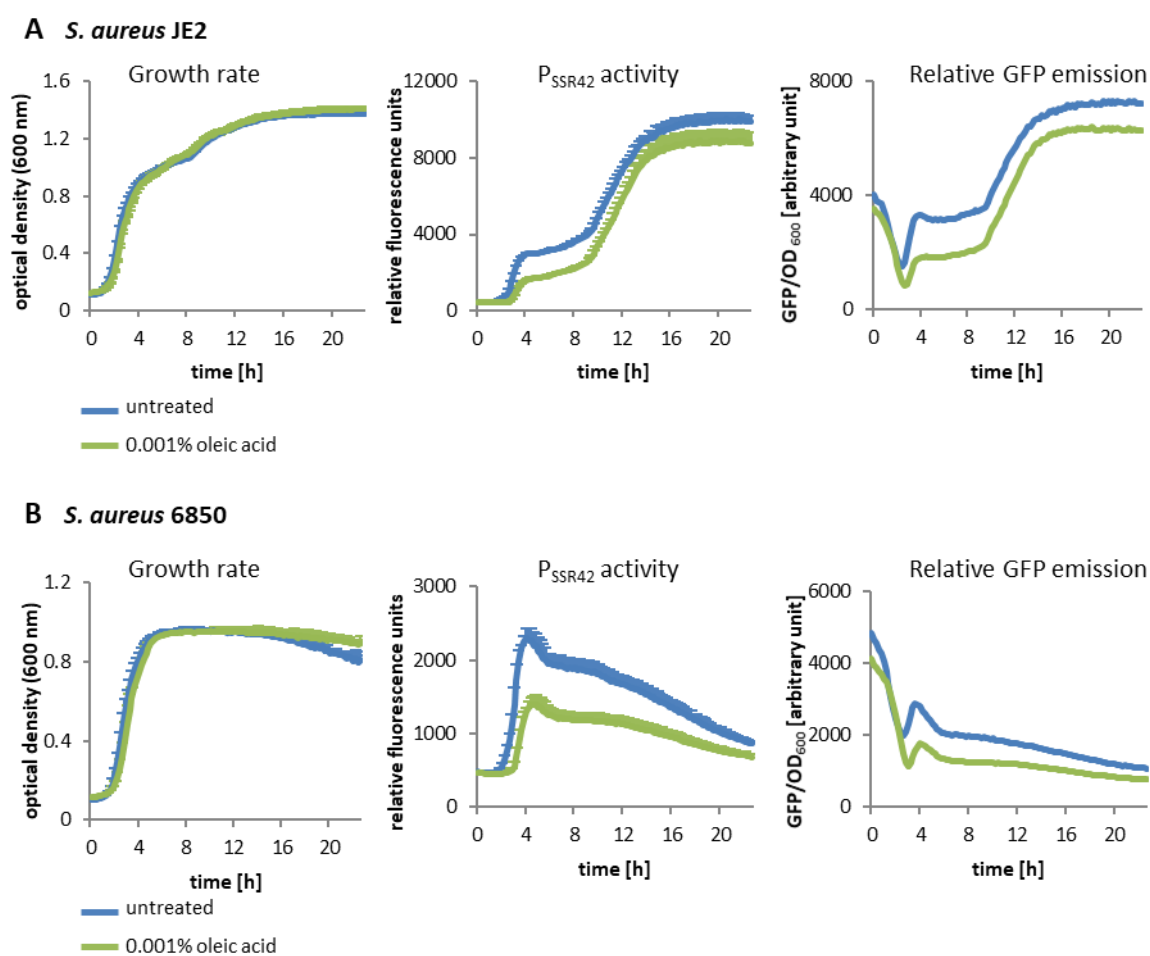 A S. aureus JE2
Growth rate
optical density (600 nm)
1.6
1.2
0.8
0.4
0
0 4 8 12 16 20
time [h]
P_SSR42 activity
relative fluorescence units
12000
8000
4000
0
0 4 8 12 16 20
time [h]
Relative GFP emission
GFP/OD 600 [arbitrary unit]
8000
4000
0
0 4 8 12 16 20
time [h]
untreated
0.001% oleic acid
B S. aureus 6850
Growth rate
optical density (600 nm)
1.2
0.8
0.4
0
0 4 8 12 16 20
time [h]
P_SSR42 activity
relative fluorescence units
3000
2000
1000
0
0 4 8 12 16 20
time [h]
Relative GFP emission
GFP/OD600 [arbitrary unit]
6000
4000
2000
0
0 4 8 12 16 20
time [h]
untreated
0.001% oleic acid